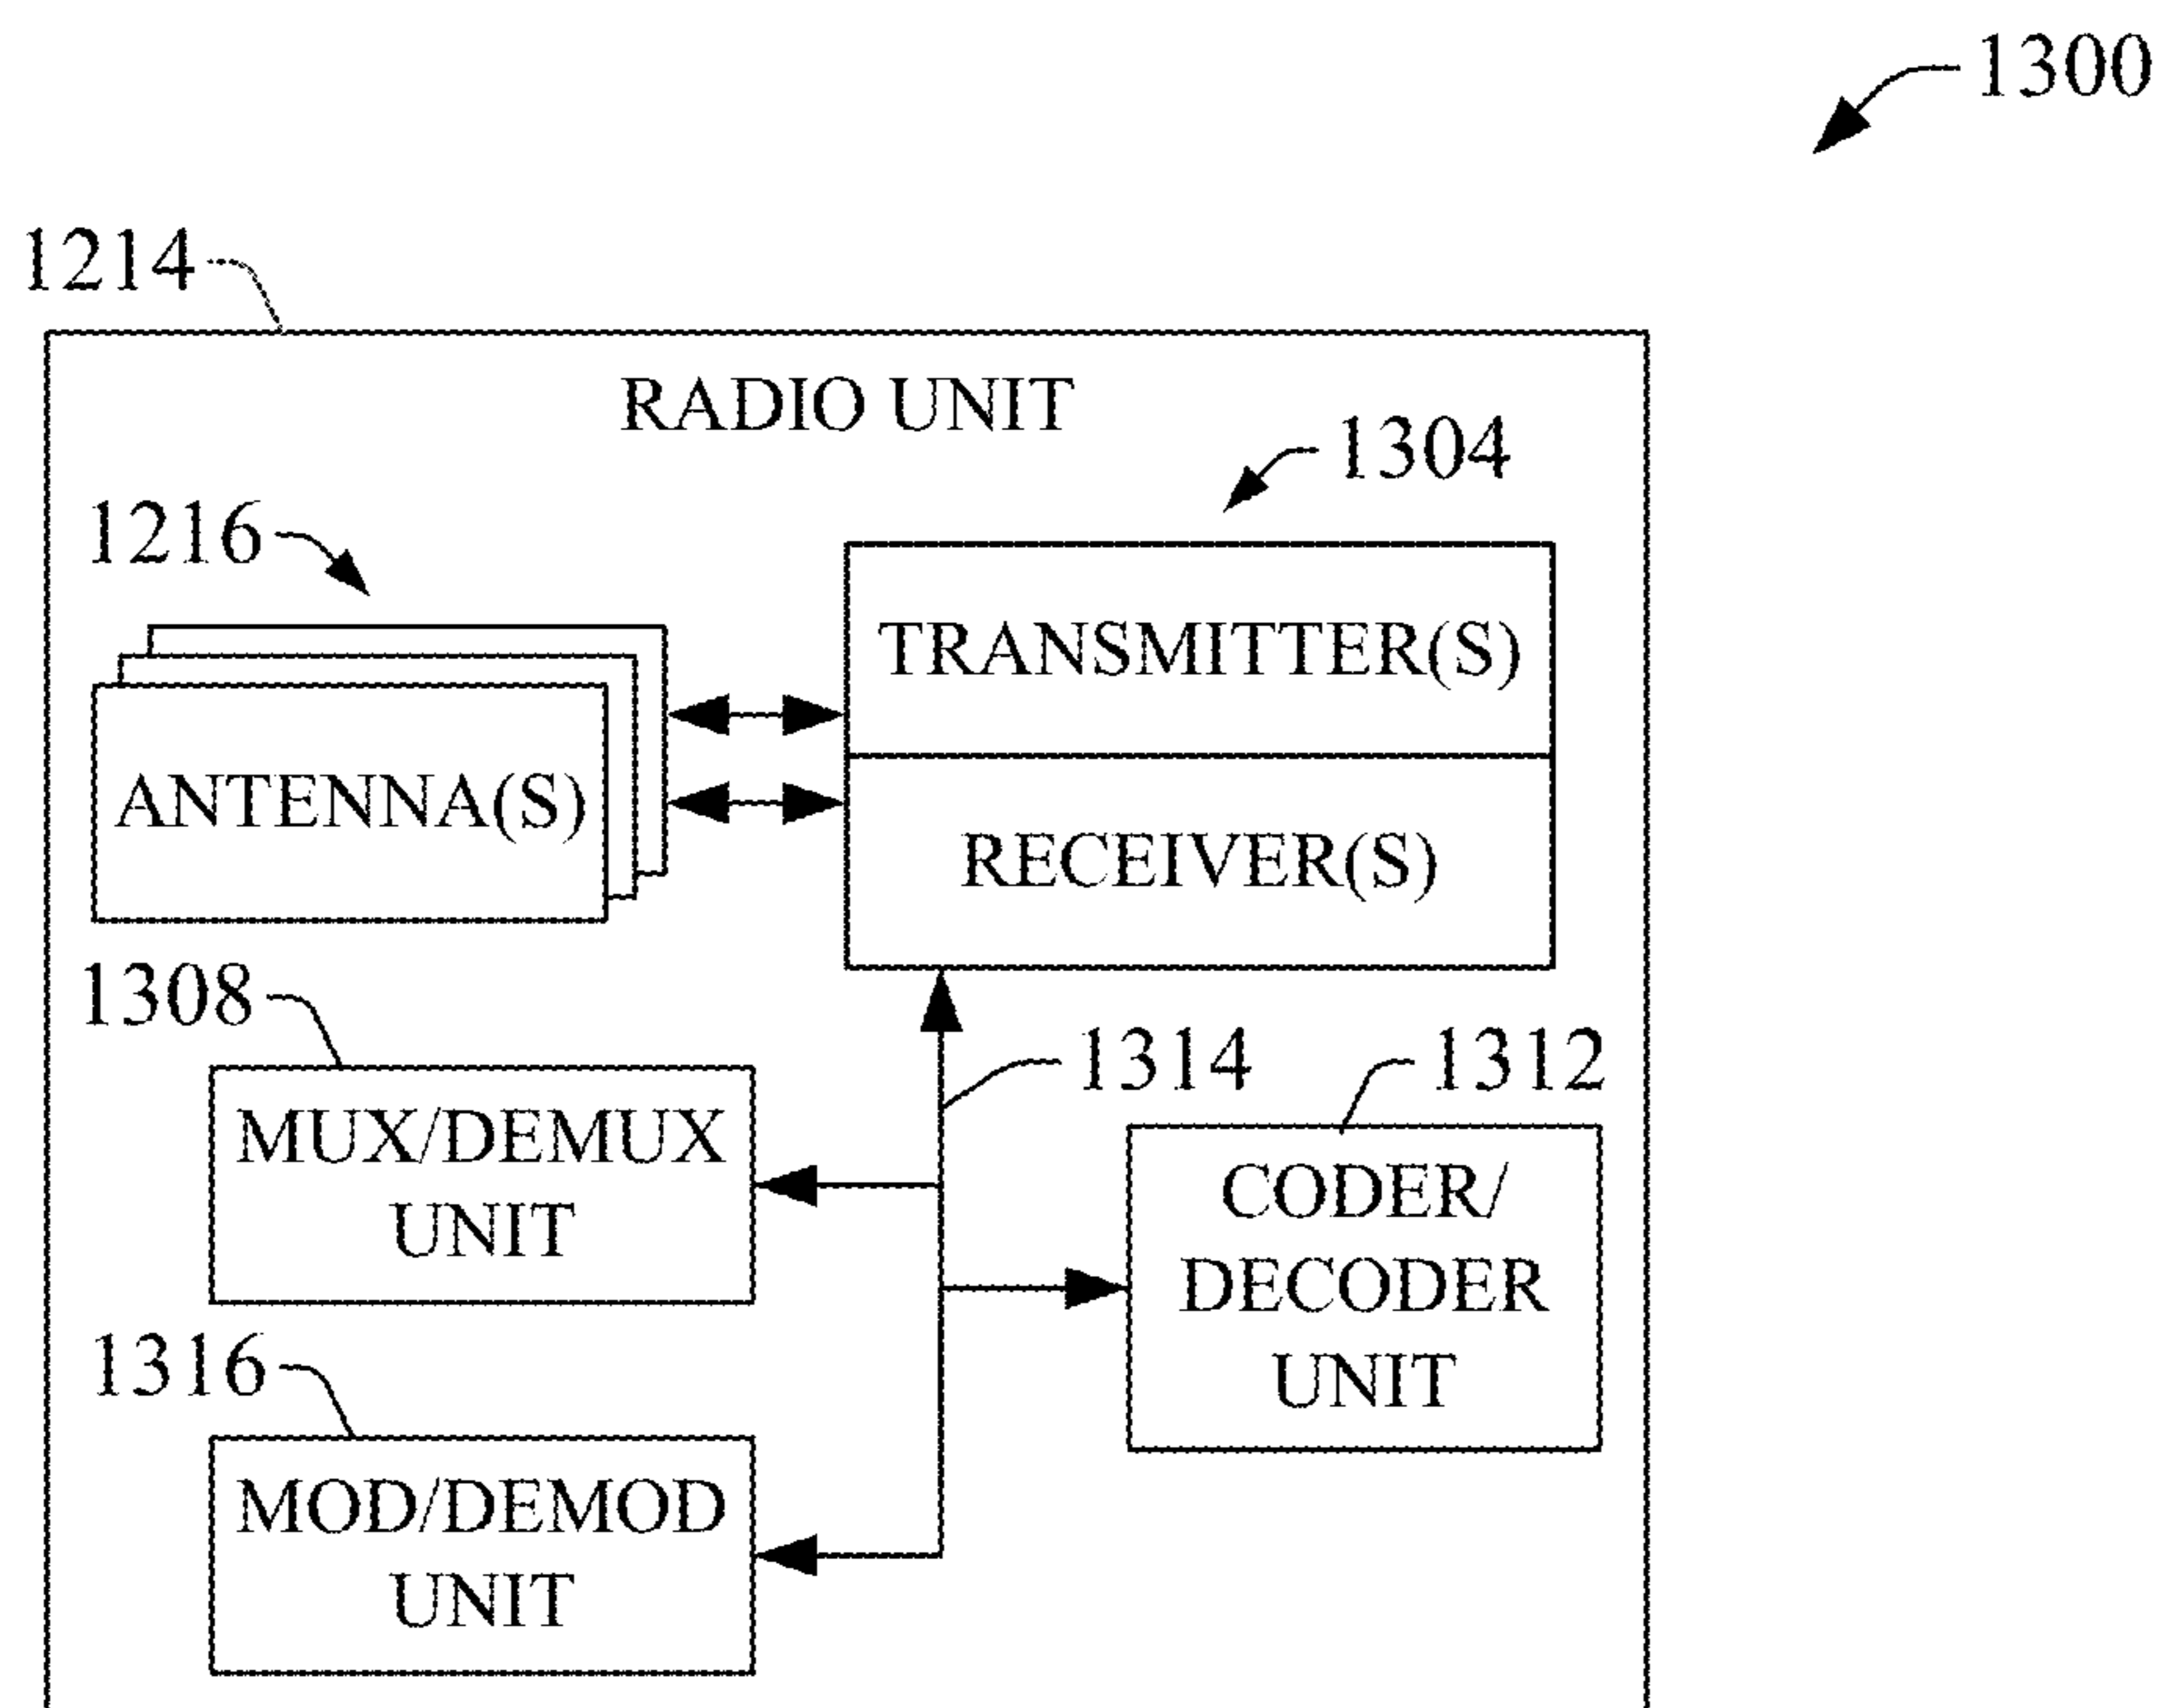 1300
1214
RADIO UNIT
1304
1216
TRANSMITTER(S)
ANTENNA(S)
RECEIVER(S)
1308
1314
1312
MUX/DEMUX
UNIT
CODER/
DECODER
UNIT
1316
MOD/DEMOD
UNIT